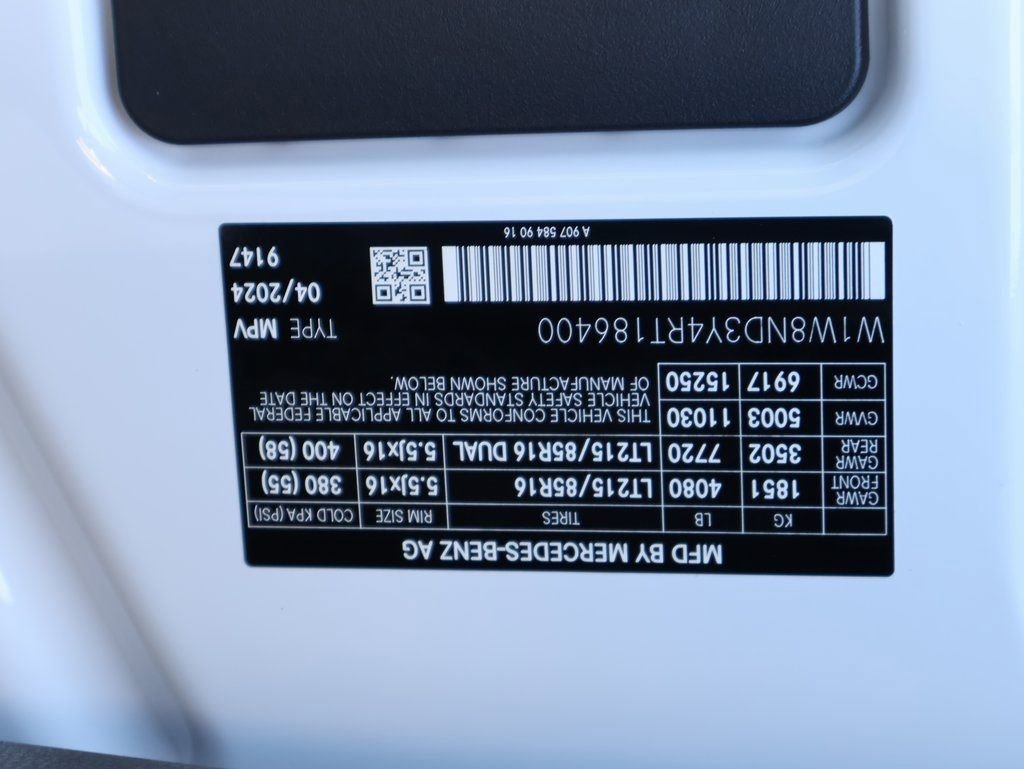 MFD BY MERCEDES-BENZ AG
KG LB TIRES RIM SIZE COLD KPA (PSI)
GAWR FRONT 1851 4080 LT215/85R16 5.5Jx16 380 (55)
GAWR REAR 3502 7720 LT215/85R16 DUAL 5.5Jx16 400 (58)
GVWR 5003 11030
GCWR 6917 15250
THIS VEHICLE CONFORMS TO ALL APPLICABLE FEDERAL
VEHICLE SAFETY STANDARDS IN EFFECT ON THE DATE
OF MANUFACTURE SHOWN BELOW.
W1W8ND3Y4RT186400 TYPE MPV
04/2024
9147
A 907 584 90 16